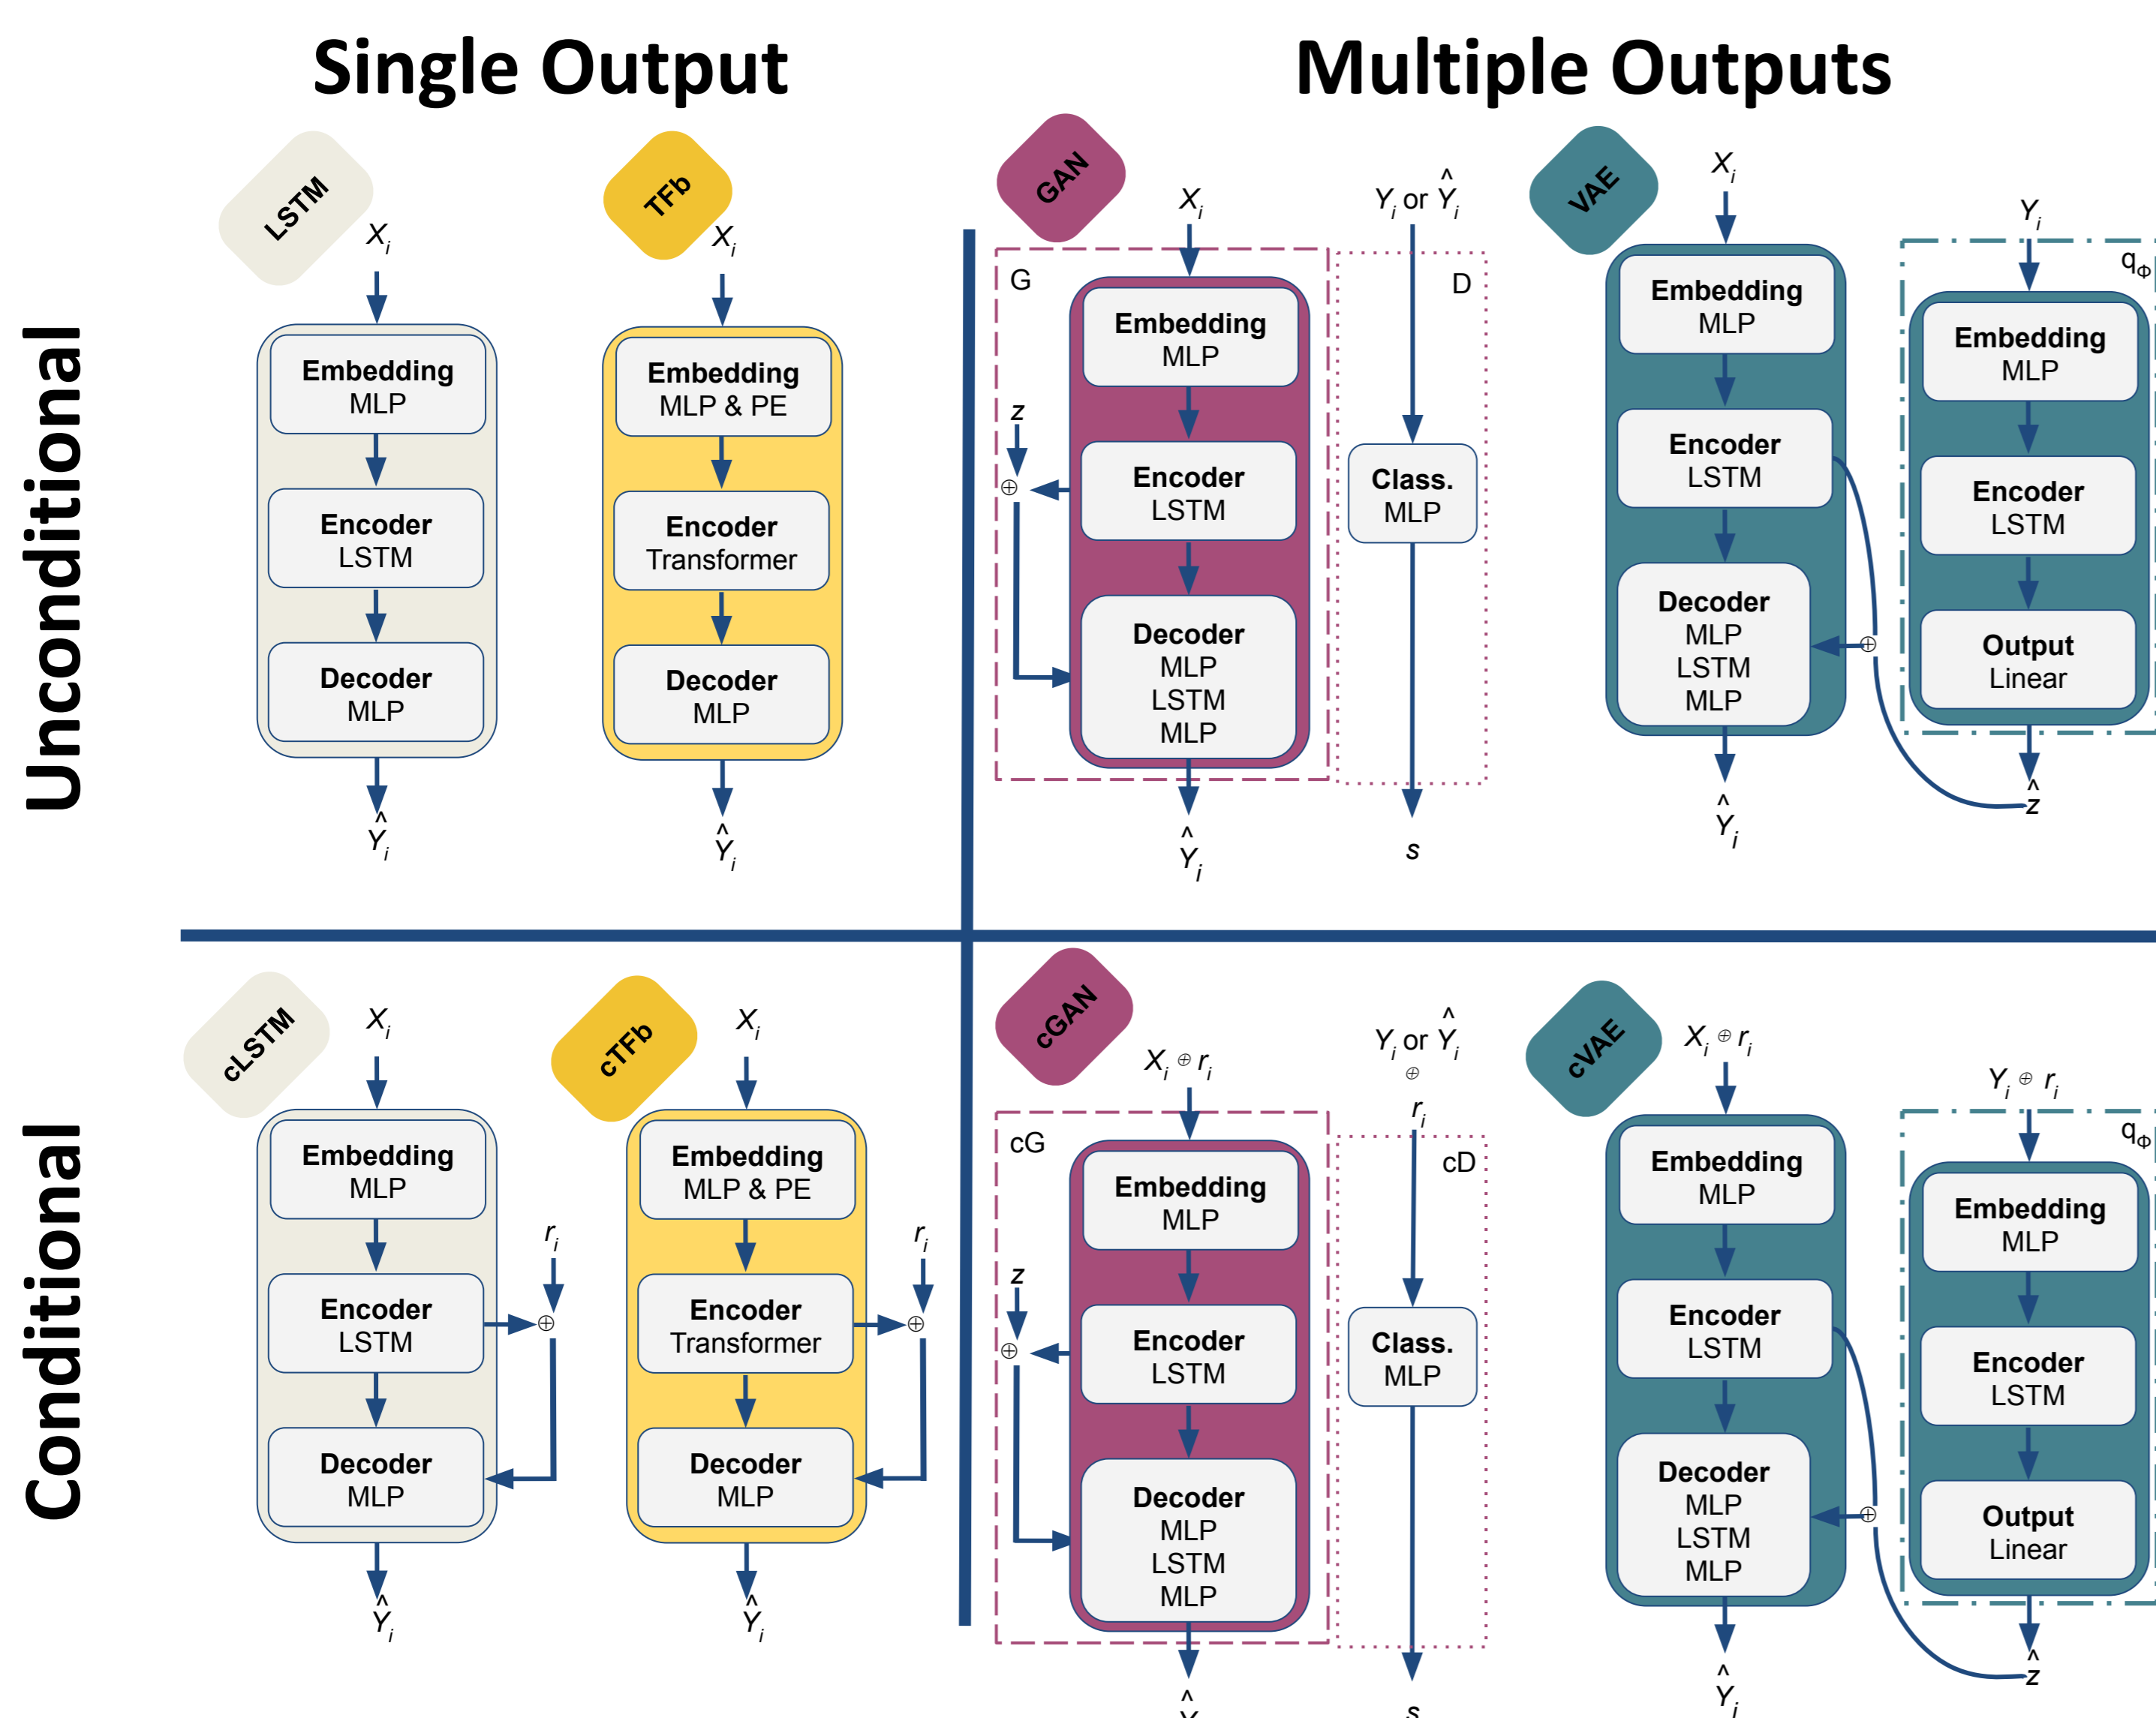 Single Output
Multiple Outputs
Unconditional
LSTM
X_i
Embedding
MLP
Encoder
LSTM
Decoder
MLP
Ŷ_i
TFb
X_i
Embedding
MLP & PE
Encoder
Transformer
Decoder
MLP
Ŷ_i
GAN
X_i
G
Embedding
MLP
z
⊕
Encoder
LSTM
Decoder
MLP
LSTM
MLP
Ŷ_i
Y_i or Ŷ_i
D
Class.
MLP
s
VAE
X_i
Embedding
MLP
Encoder
LSTM
Decoder
MLP
LSTM
MLP
⊕
Ŷ_i
Y_i
q_Φ
Embedding
MLP
Encoder
LSTM
Output
Linear
ẑ
Conditional
cLSTM
X_i
Embedding
MLP
r_i
Encoder
LSTM
⊕
Decoder
MLP
Ŷ_i
cTFb
X_i
Embedding
MLP & PE
r_i
Encoder
Transformer
⊕
Decoder
MLP
Ŷ_i
cGAN
X_i ⊕ r_i
cG
Embedding
MLP
z
⊕
Encoder
LSTM
Decoder
MLP
LSTM
MLP
Y_i or Ŷ_i
⊕
r_i
cD
Class.
MLP
s
cVAE
X_i ⊕ r_i
Embedding
MLP
Encoder
LSTM
Decoder
MLP
LSTM
MLP
⊕
Ŷ_i
Y_i ⊕ r_i
q_Φ
Embedding
MLP
Encoder
LSTM
Output
Linear
ẑ